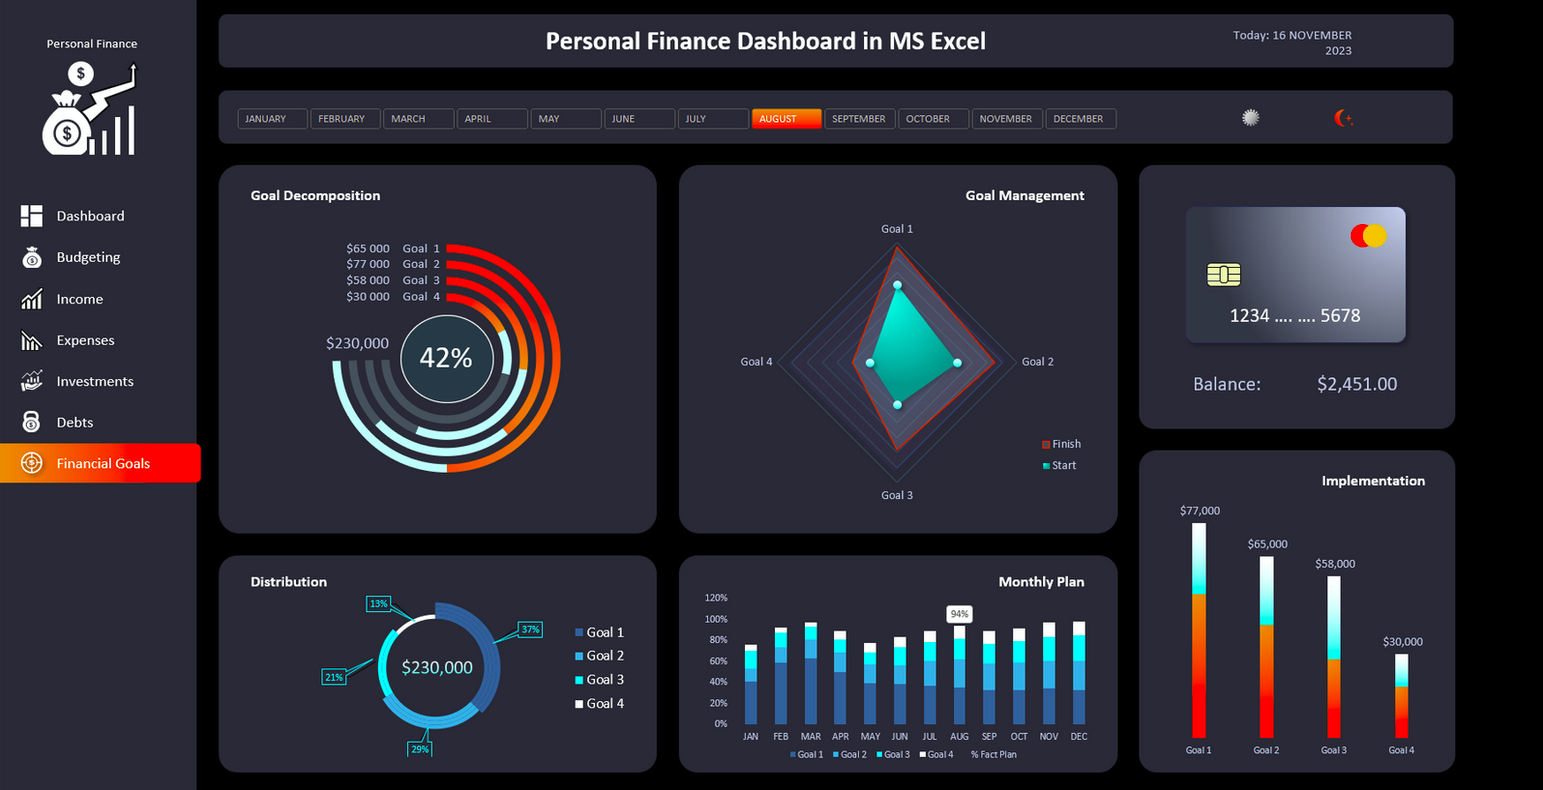 Personal Finance
$
$
Dashboard
Budgeting
Income
Expenses
Investments
Debts
Financial Goals
Personal Finance Dashboard in MS Excel
Today: 16 NOVEMBER
2023
JANUARY FEBRUARY MARCH APRIL MAY JUNE JULY AUGUST SEPTEMBER OCTOBER NOVEMBER DECEMBER
Goal Decomposition
$65 000 Goal 1
$77 000 Goal 2
$58 000 Goal 3
$30 000 Goal 4
$230,000
42%
Goal Management
Goal 1
Goal 4
Goal 2
Goal 3
Finish
Start
1234 .... .... 5678
Balance: $2,451.00
Distribution
13%
37%
21%
29%
$230,000
Goal 1
Goal 2
Goal 3
Goal 4
Monthly Plan
120%
100%
80%
60%
40%
20%
0%
94%
JAN FEB MAR APR MAY JUN JUL AUG SEP OCT NOV DEC
Goal 1 Goal 2 Goal 3 Goal 4 % Fact Plan
Implementation
$77,000
$65,000
$58,000
$30,000
Goal 1 Goal 2 Goal 3 Goal 4